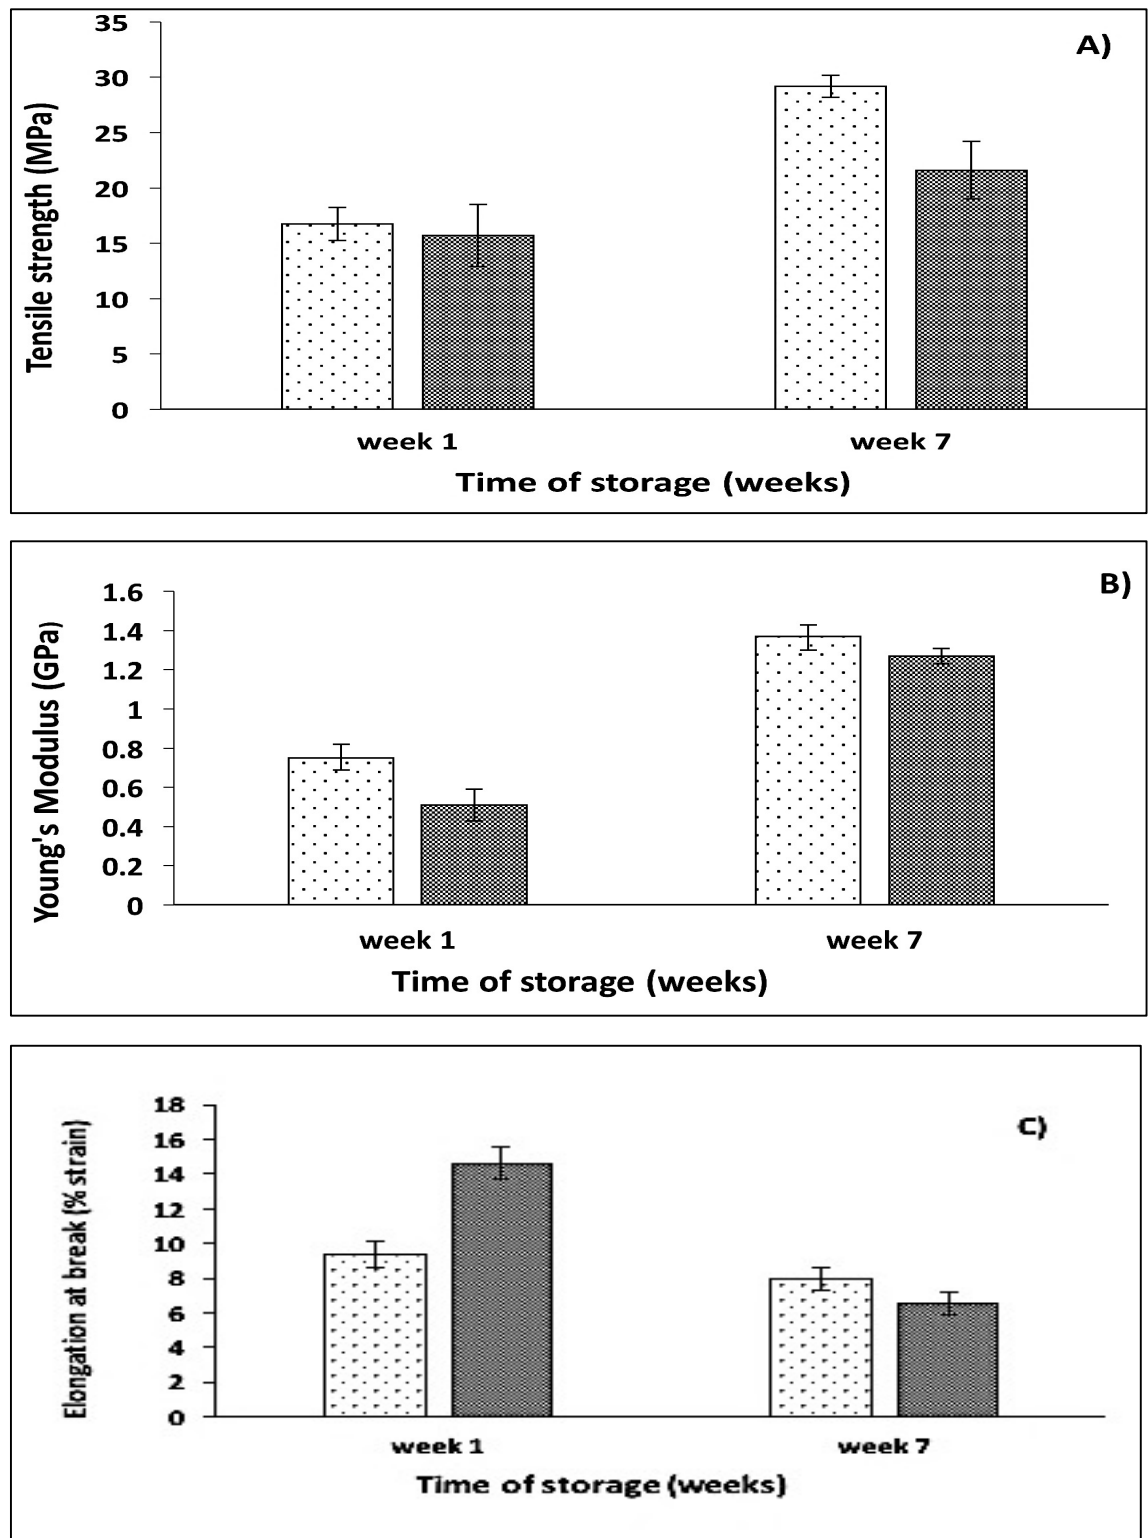 A)
Tensile strength (MPa)
35
30
25
20
15
10
5
0
week 1 week 7
Time of storage (weeks)
B)
Young's Modulus (GPa)
1.6
1.4
1.2
1
0.8
0.6
0.4
0.2
0
week 1 week 7
Time of storage (weeks)
C)
Elongation at break (% strain)
18
16
14
12
10
8
6
4
2
0
week 1 week 7
Time of storage (weeks)